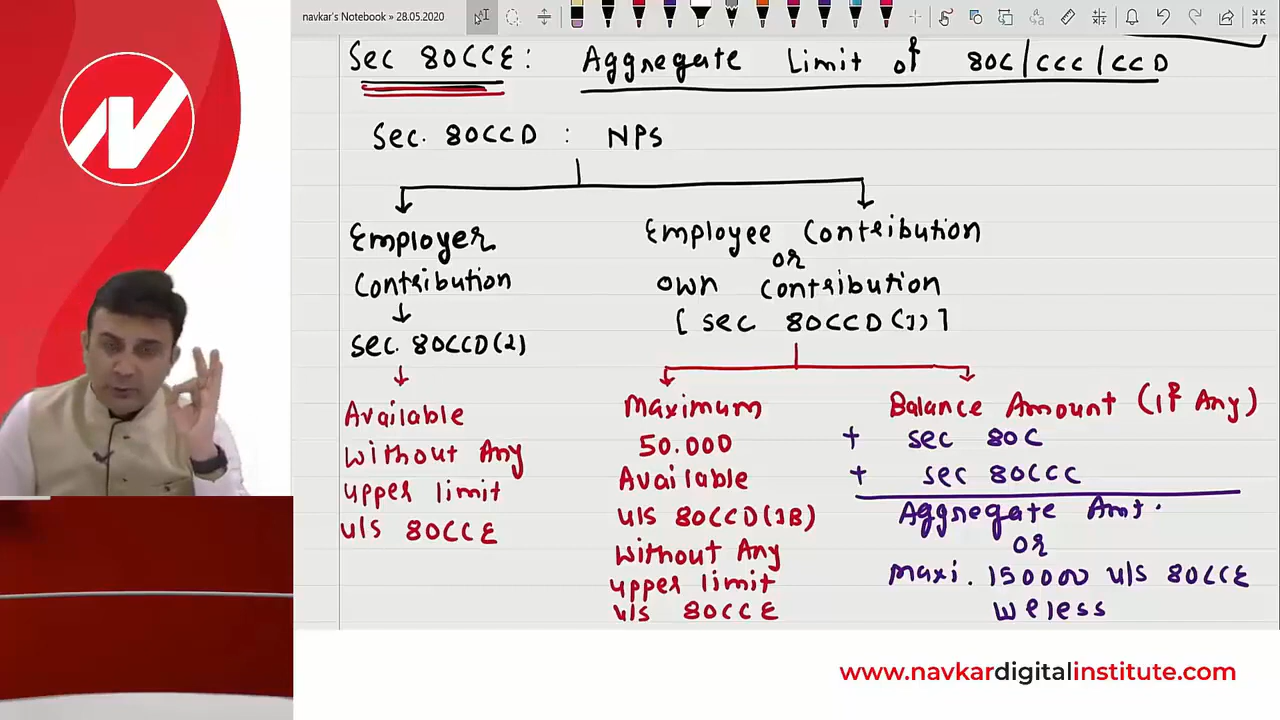 navkar's Notebook » 28.05.2020
Sec 80CCE: Aggregate Limit of 80C/CCC/CCD
Sec. 80CCD : NPS
Employer
Contribution
Sec. 80CCD(2)
Available
Without Any
upper limit
u/s 80CCE
Employee Contribution
or
own Contribution
[ sec 80CCD(1) ]
Maximum
50.000
Available
u/s 80CCD(1B)
Without Any
upper limit
u/s 80CCE
Balance Amount (If Any)
+ sec 80C
+ sec 80CCC
Aggregate Amt.
or
Maxi. 150000 u/s 80CCE
w e less
www.navkardigitalinstitute.com